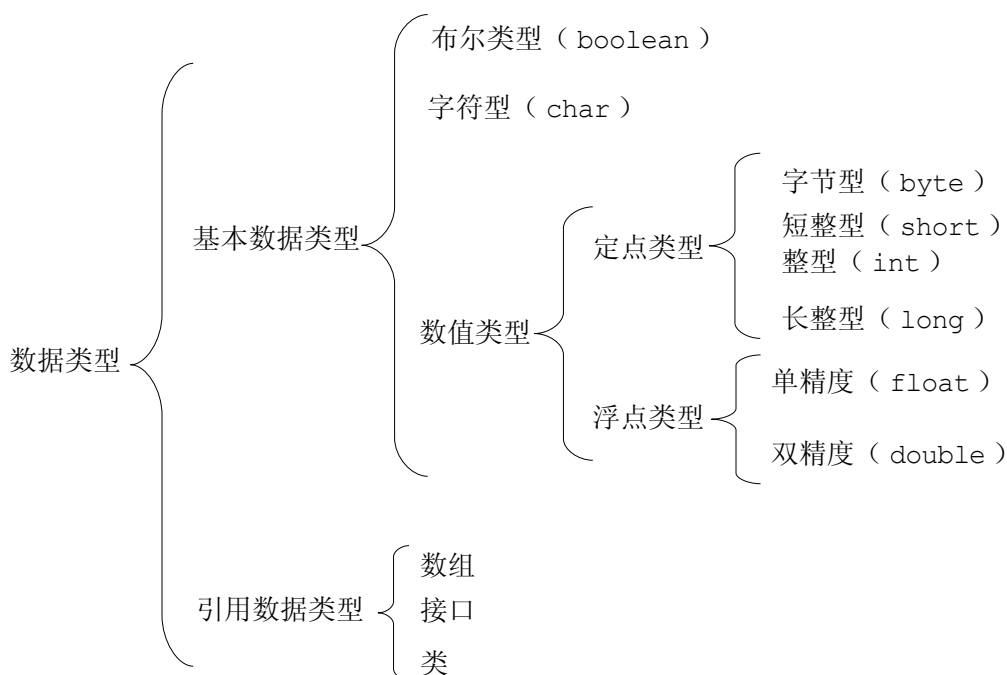 布尔类型（boolean）
字符型（char）
字节型（byte）
短整型（short）
基本数据类型
定点类型
整型（int）
长整型（long）
数值类型
数据类型
单精度（float）
浮点类型
双精度（double）
数组
引用数据类型
接口
类